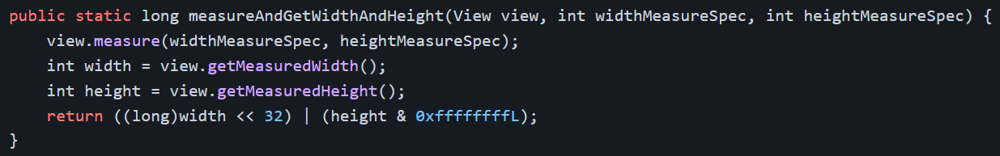 public static long measureAndGetWidthAndHeight(View view, int widthMeasureSpec, int heightMeasureSpec) {
    view.measure(widthMeasureSpec, heightMeasureSpec);
    int width = view.getMeasuredWidth();
    int height = view.getMeasuredHeight();
    return ((long)width << 32) | (height & 0xffffffffL);
}